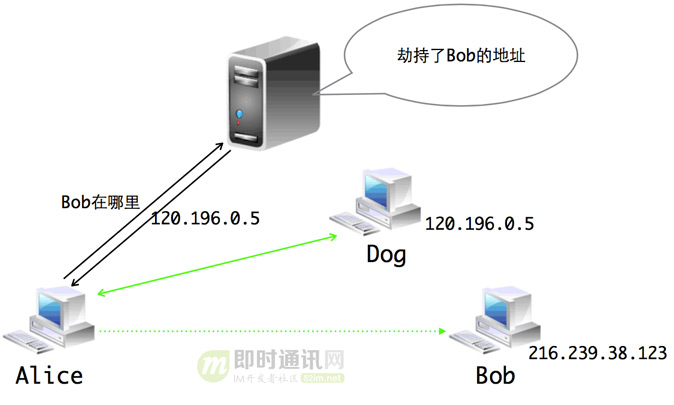 劫持了Bob的地址
Bob在哪里
120.196.0.5
120.196.0.5
Dog
216.239.38.123
Alice
Bob
m 即时通讯网
IM开发者社区 52im.net